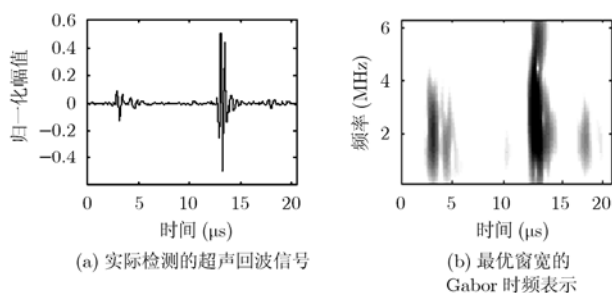 0.6
0.4
0.2
0
−0.2
−0.4
归一化幅值
0 5 10 15 20
时间 (μs)
(a) 实际检测的超声回波信号
6
4
2
频率 (MHz)
0 5 10 15 20
时间 (μs)
(b) 最优窗宽的
Gabor 时频表示